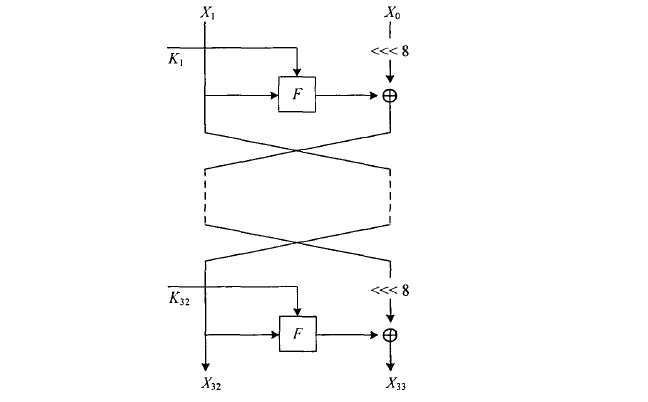 X₁ X₀
<<< 8
K₁
F
<<< 8
K₃₂
F
X₃₂ X₃₃